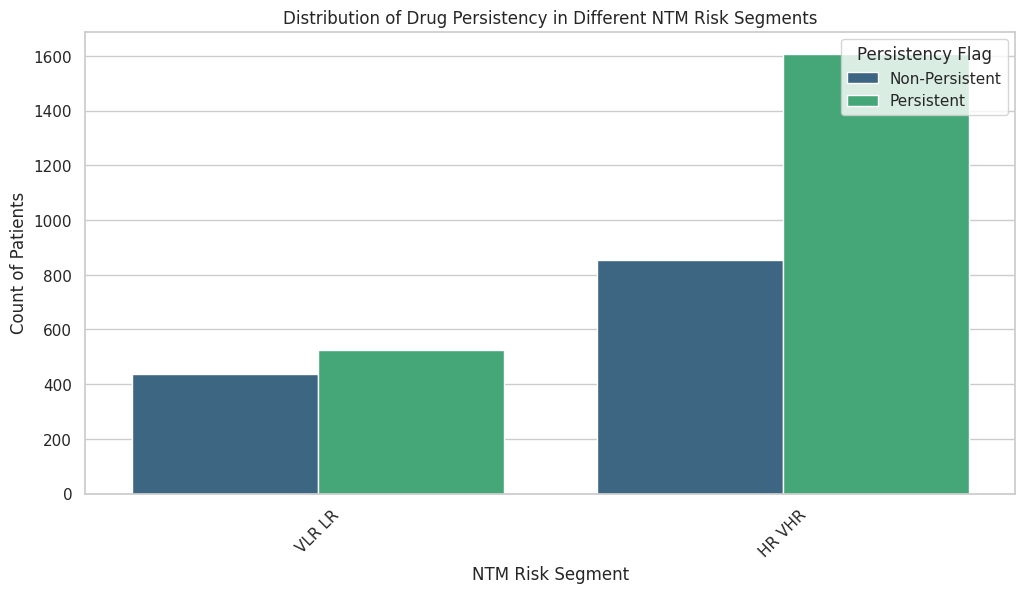 Distribution of Drug Persistency in Different NTM Risk Segments
Persistency Flag
Non-Persistent
Persistent
Count of Patients
1600
1400
1200
1000
800
600
400
200
0
VLR LR
HR VHR
NTM Risk Segment